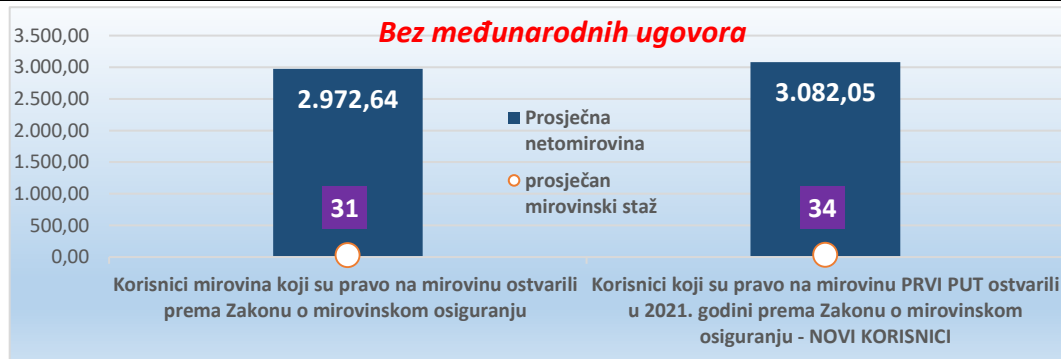 Bez međunarodnih ugovora
3.500,00
3.000,00
2.500,00
2.000,00
1.500,00
1.000,00
500,00
0,00
2.972,64
3.082,05
Prosječna
netomirovina
prosječan
mirovinski staž
31
34
Korisnici mirovina koji su pravo na mirovinu ostvarili
prema Zakonu o mirovinskom osiguranju
Korisnici koji su pravo na mirovinu PRVI PUT ostvarili
u 2021. godini prema Zakonu o mirovinskom
osiguranju - NOVI KORISNICI